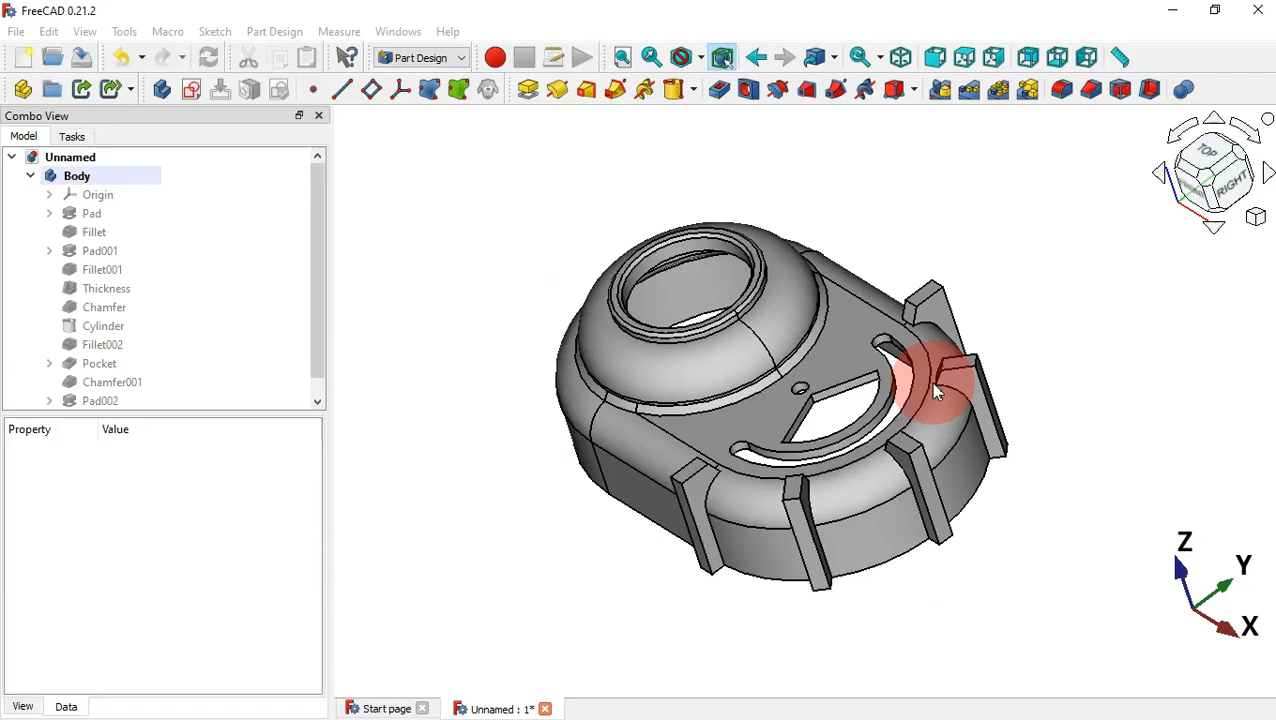 FreeCAD 0.21.2
File Edit View Tools Macro Sketch Part Design Measure Windows Help
Part Design
Combo View
Model Tasks
Unnamed
Body
Origin
Pad
Fillet
Pad001
Fillet001
Thickness
Chamfer
Cylinder
Fillet002
Pocket
Chamfer001
Pad002
Property Value
View Data
TOP
RIGHT
Z
Y
X
Start page Unnamed : 1*